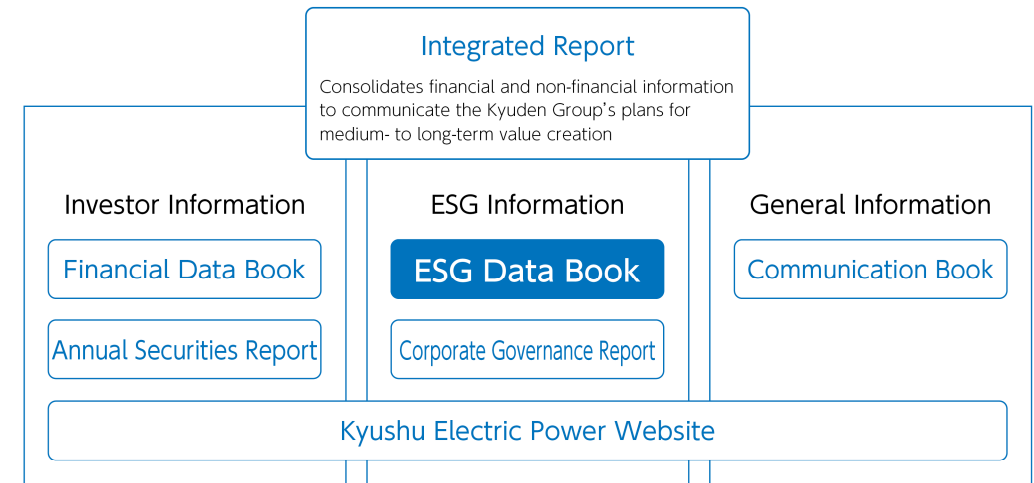 Integrated Report
Consolidates financial and non-financial information
to communicate the Kyuden Group's plans for
medium- to long-term value creation
Investor Information
ESG Information
General Information
Financial Data Book
ESG Data Book
Communication Book
Annual Securities Report
Corporate Governance Report
Kyushu Electric Power Website